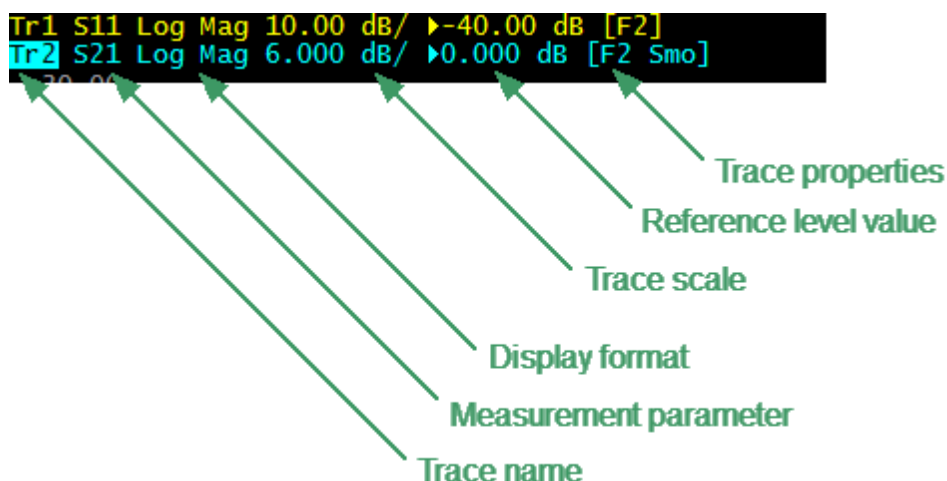 Tr1 S11 Log Mag 10.00 dB/ ▶-40.00 dB [F2]
Tr2 S21 Log Mag 6.000 dB/ ▶0.000 dB [F2 Smo]
Trace properties
Reference level value
Trace scale
Display format
Measurement parameter
Trace name